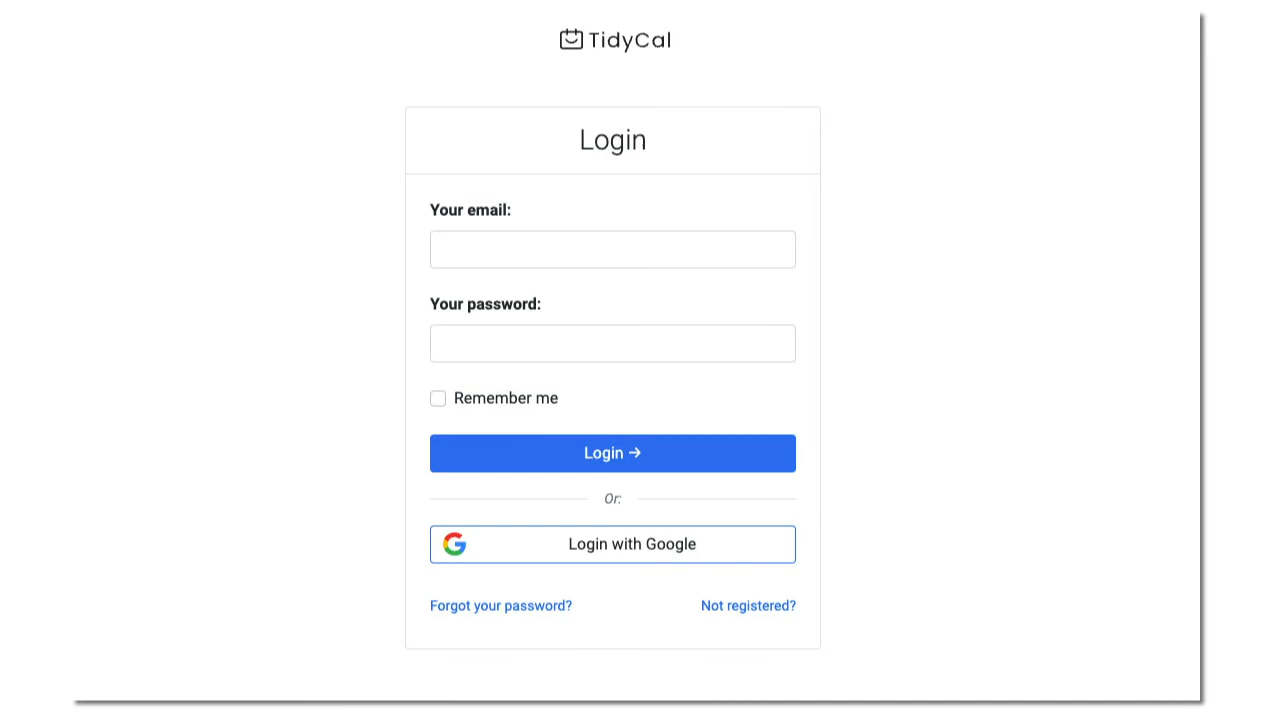 TidyCal
Login
Your email:
Your password:
Remember me
Login →
Or:
Login with Google
Forgot your password? Not registered?